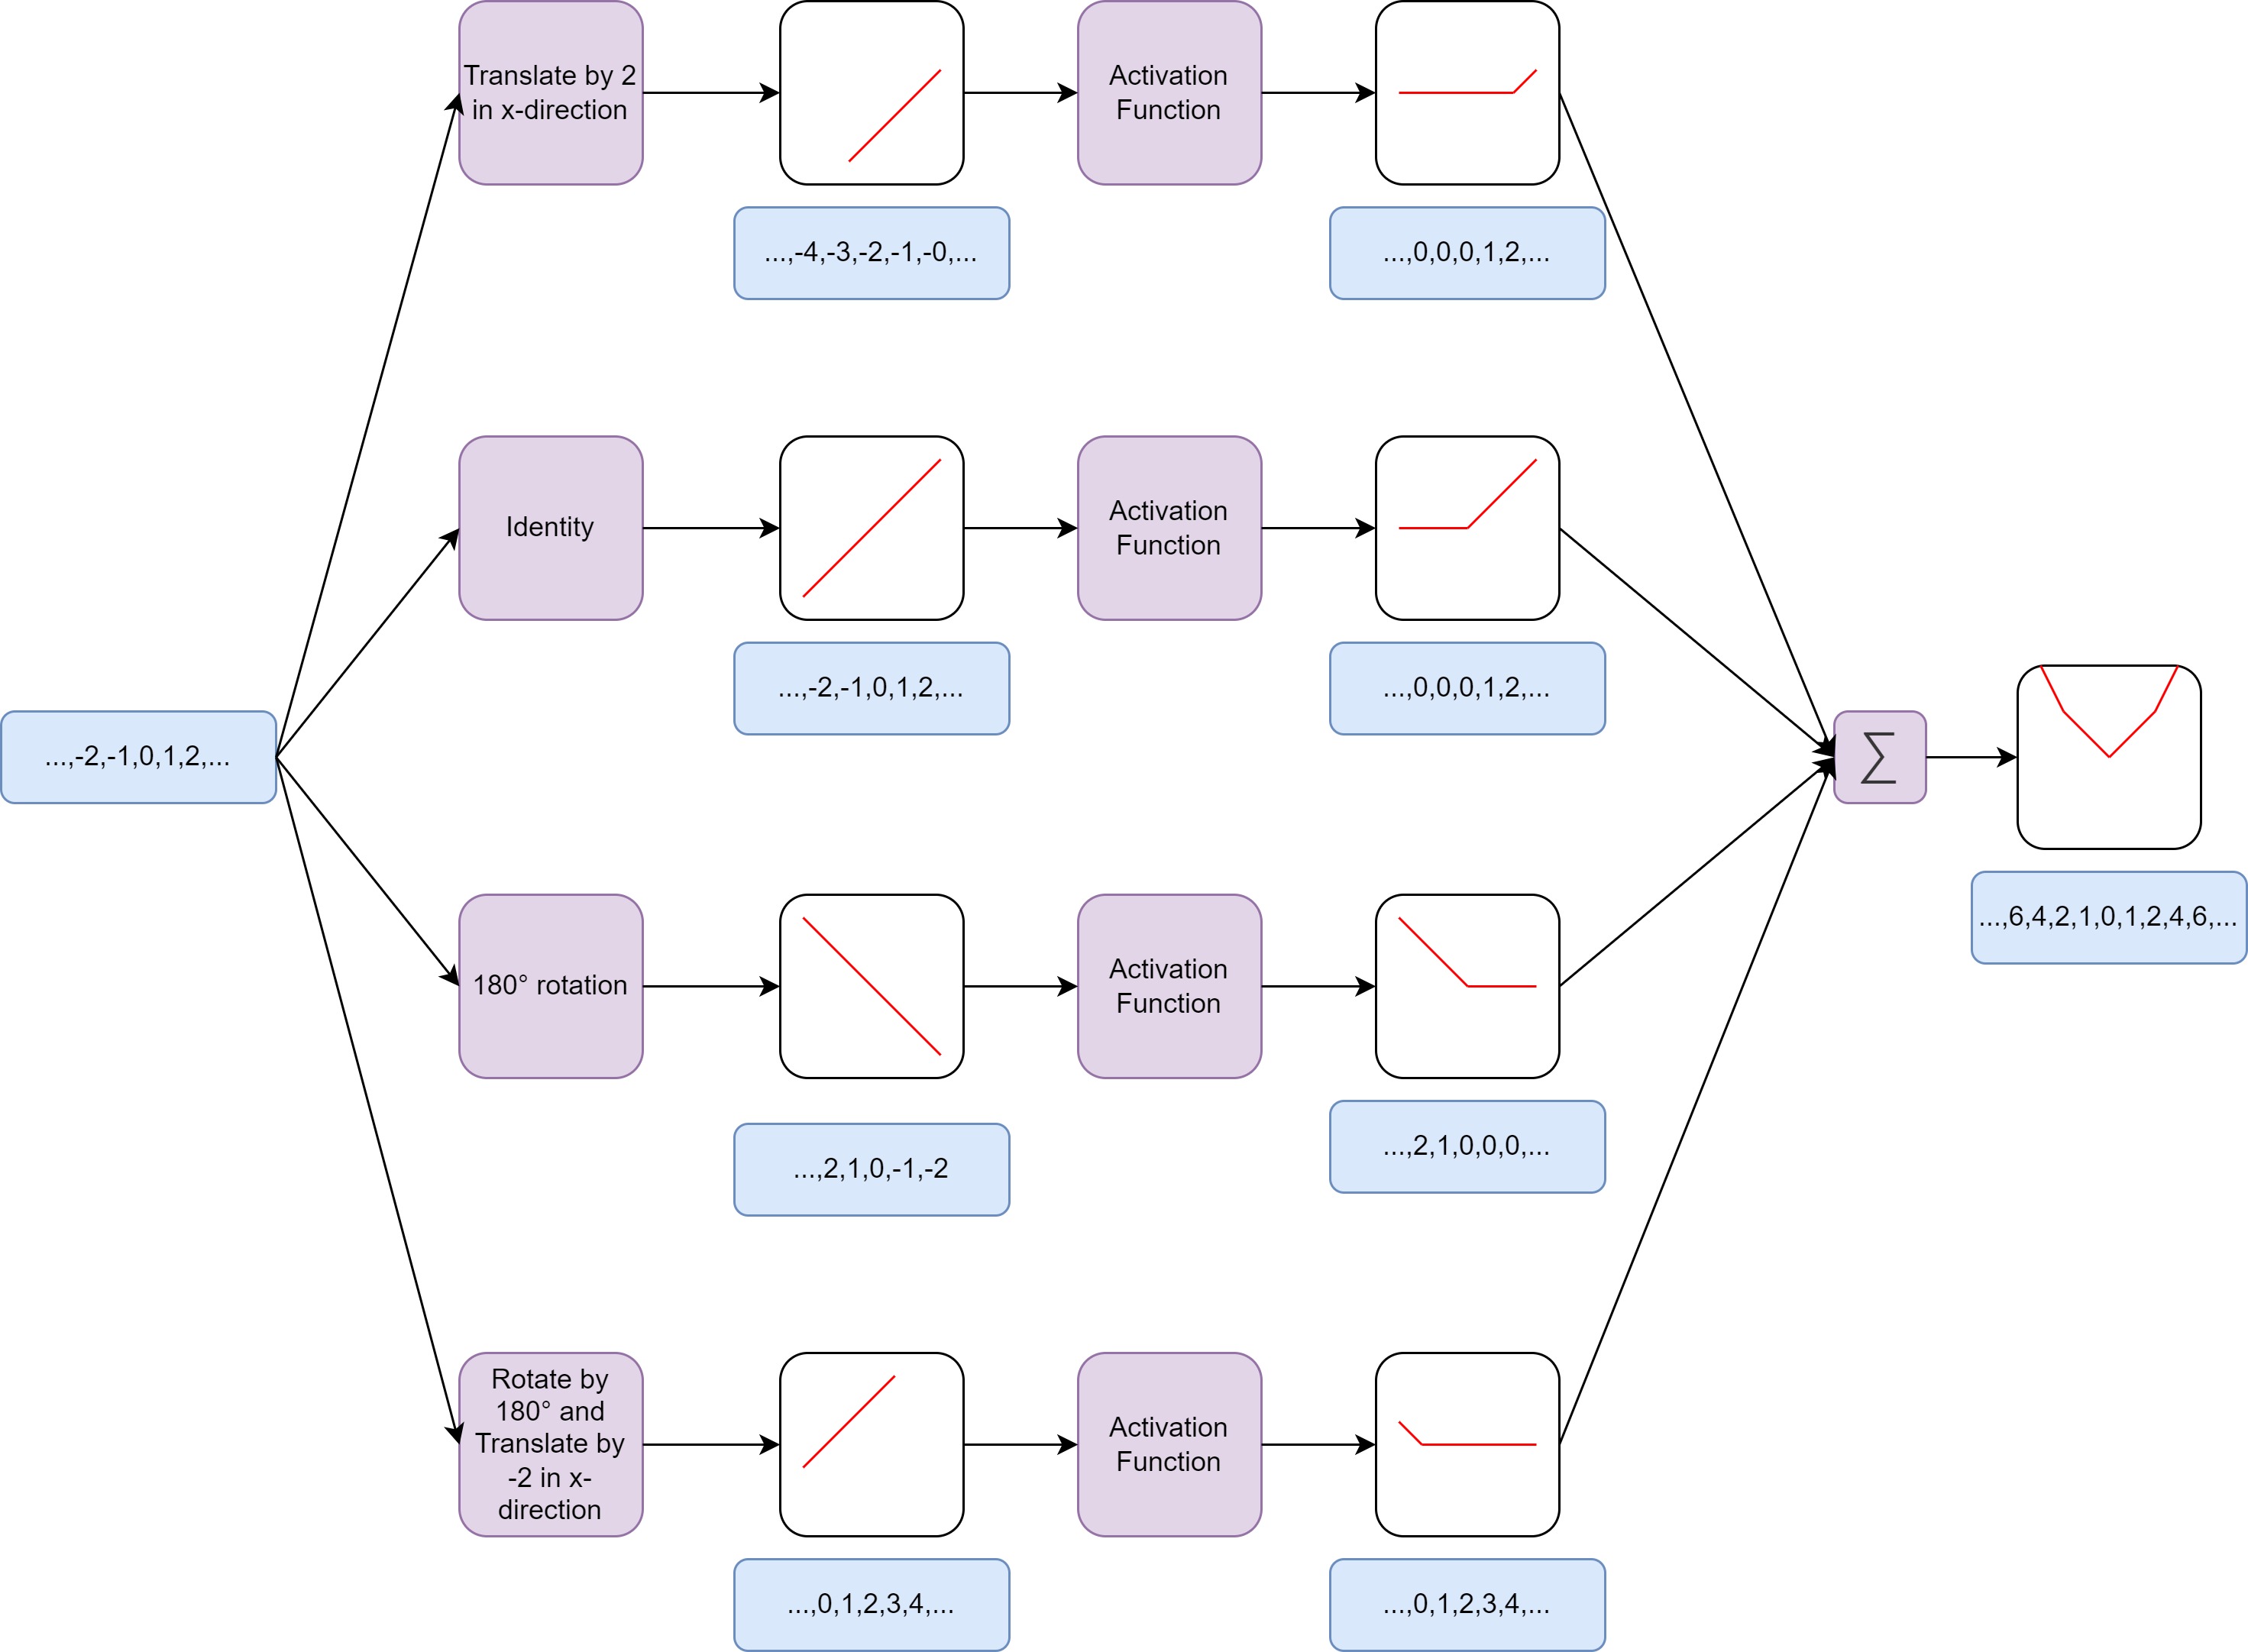 Translate by 2
in x-direction
Activation
Function
...,-4,-3,-2,-1,-0,...
...,0,0,0,1,2,...
Identity
Activation
Function
...,-2,-1,0,1,2,...
...,0,0,0,1,2,...
...,-2,-1,0,1,2,...
∑
...,6,4,2,1,0,1,2,4,6,...
180° rotation
Activation
Function
...,2,1,0,-1,-2
...,2,1,0,0,0,...
Rotate by
180° and
Translate by
-2 in x-
direction
Activation
Function
...,0,1,2,3,4,...
...,0,1,2,3,4,...